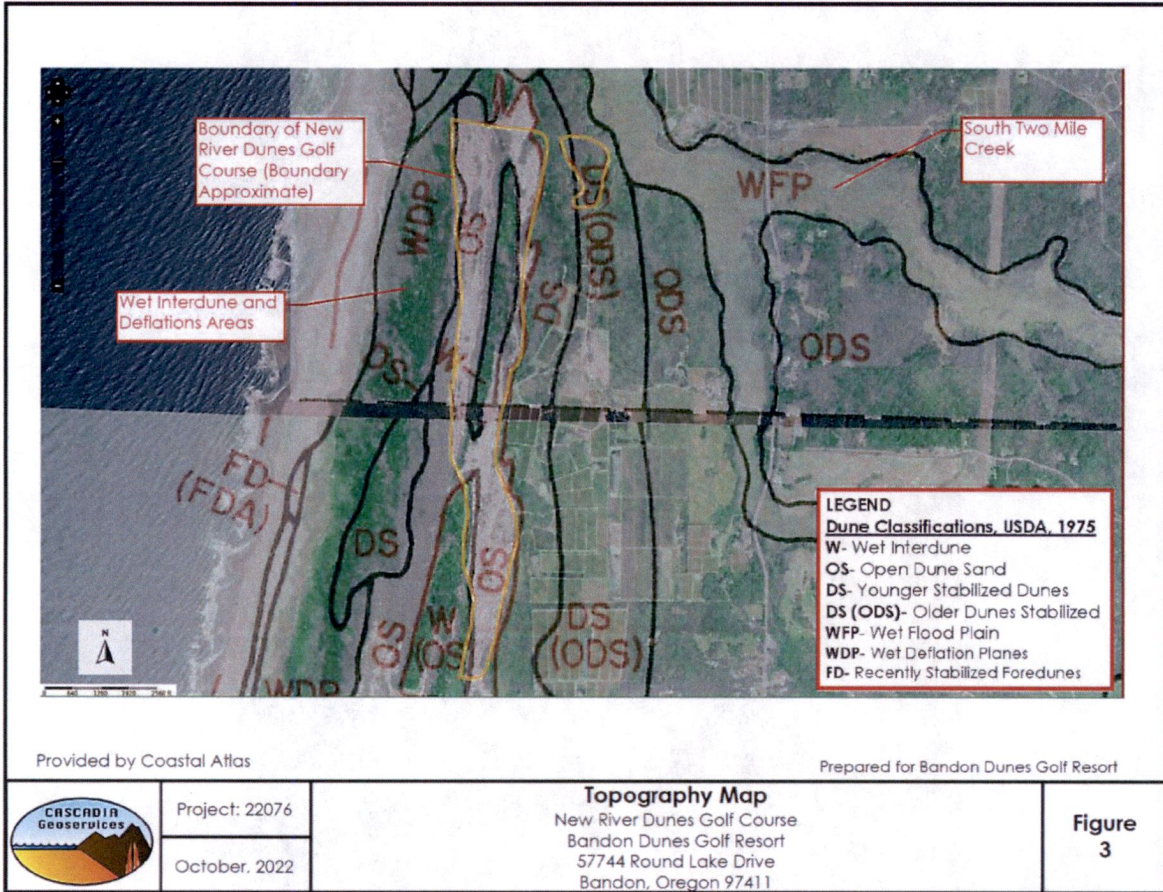 Boundary of New
River Dunes Golf
Course (Boundary
Approximate)
South Two Mile
Creek
WFP
WDP
OS
DS (ODS)
DS
ODS
Wet Interdune and
Deflations Areas
W
ODS
OS
FD
(FDA)
DS
OS
OS
W
(OS
DS
(ODS)
WDP
N
LEGEND
Dune Classifications, USDA, 1975
W- Wet Interdune
OS- Open Dune Sand
DS- Younger Stabilized Dunes
DS (ODS)- Older Dunes Stabilized
WFP- Wet Flood Plain
WDP- Wet Deflation Planes
FD- Recently Stabilized Foredunes
Provided by Coastal Atlas
Prepared for Bandon Dunes Golf Resort
CASCADIA
Geoservices
Project: 22076
October, 2022
Topography Map
New River Dunes Golf Course
Bandon Dunes Golf Resort
57744 Round Lake Drive
Bandon, Oregon 97411
Figure
3